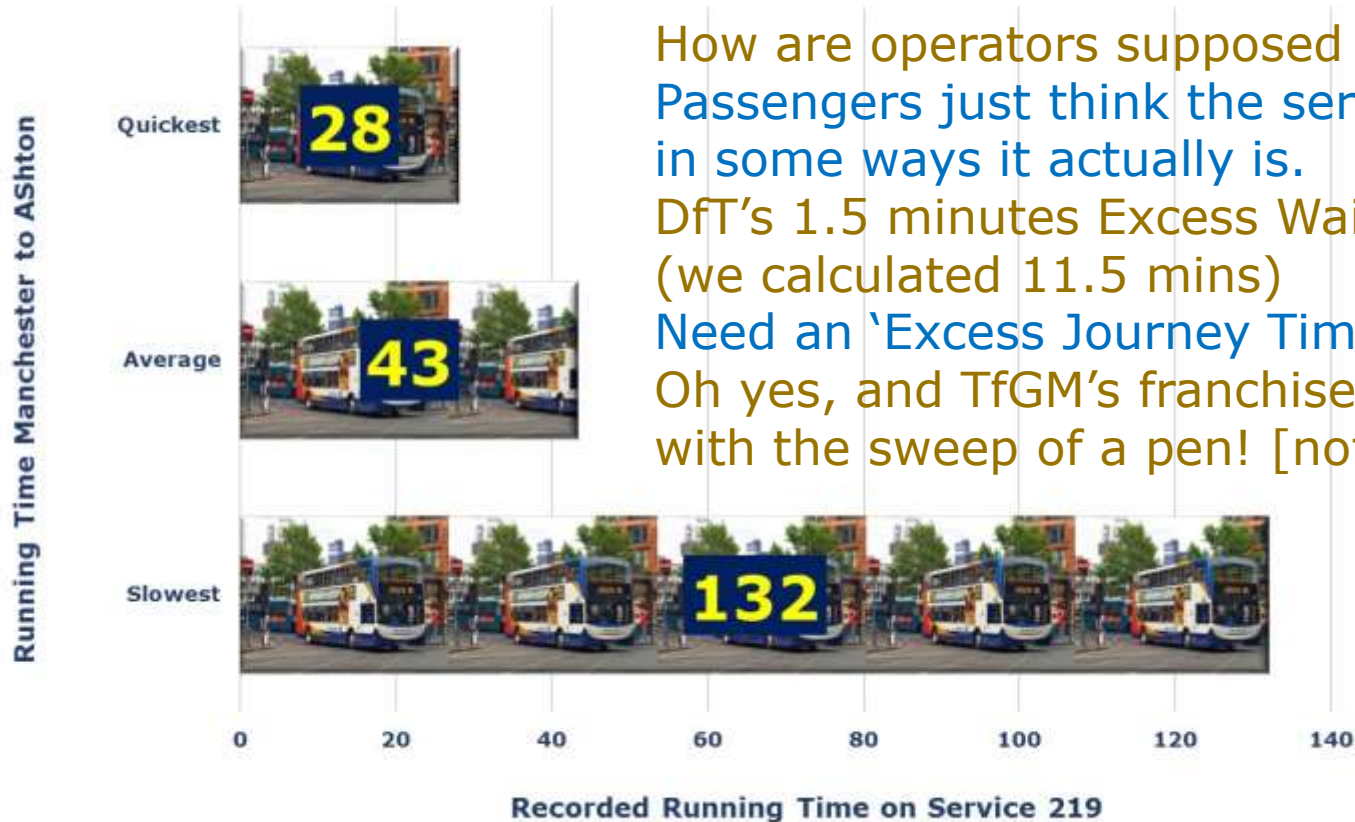 How are operators supposed
Passengers just think the ser
in some ways it actually is.
DfT’s 1.5 minutes Excess Wai
(we calculated 11.5 mins)
Need an ‘Excess Journey Tim
Oh yes, and TfGM’s franchise
with the sweep of a pen! [not
Running Time Manchester to AShton
Quickest
28
Average
43
Slowest
132
0 20 40 60 80 100 120 140
Recorded Running Time on Service 219